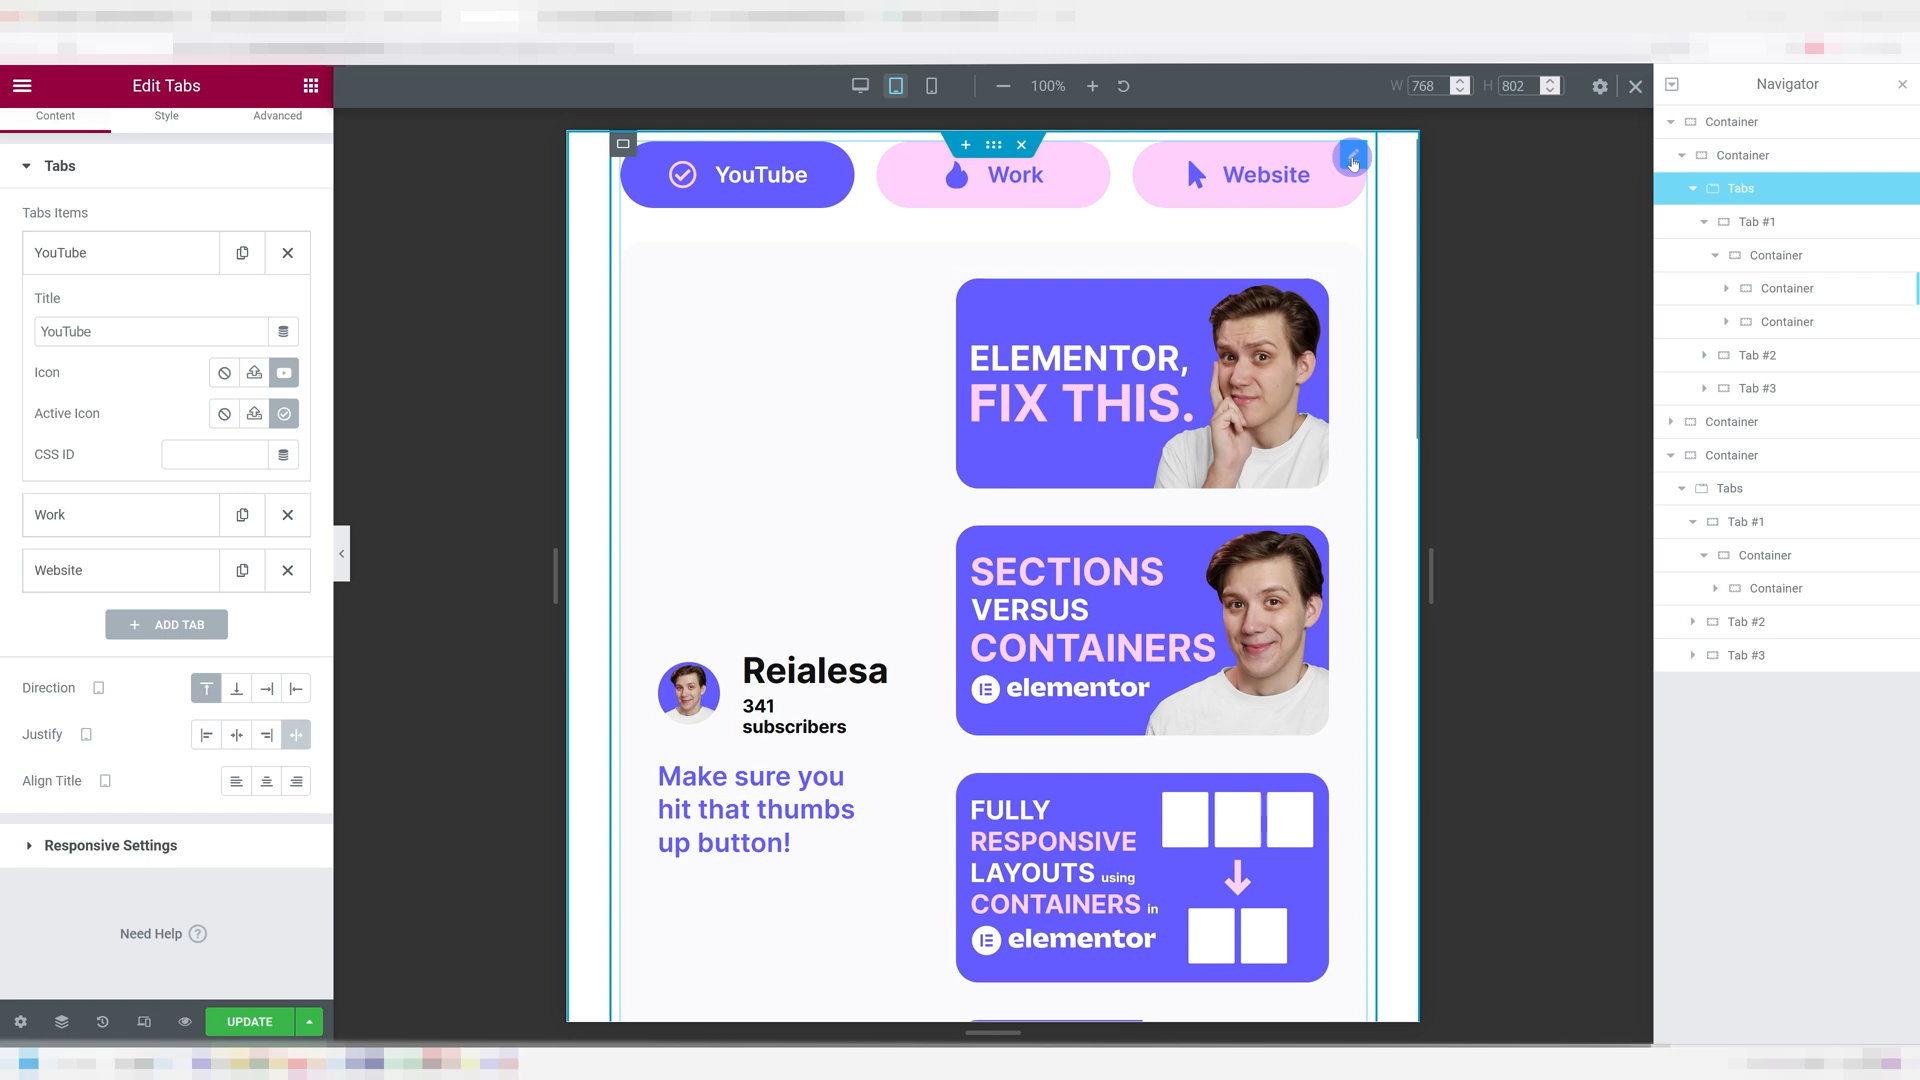 Edit Tabs
Content
Style
Advanced
Tabs
Tabs Items
YouTube
Title
YouTube
Icon
Active Icon
CSS ID
Work
Website
+ ADD TAB
Direction
Justify
Align Title
Responsive Settings
Need Help ?
UPDATE
100%
W 768
H 802
YouTube
Work
Website
ELEMENTOR,
FIX THIS.
SECTIONS
VERSUS
CONTAINERS
elementor
Reialesa
341
subscribers
Make sure you
hit that thumbs
up button!
FULLY
RESPONSIVE
LAYOUTS using
CONTAINERS in
elementor
Navigator
Container
Container
Tabs
Tab #1
Container
Container
Container
Tab #2
Tab #3
Container
Container
Tabs
Tab #1
Container
Container
Tab #2
Tab #3